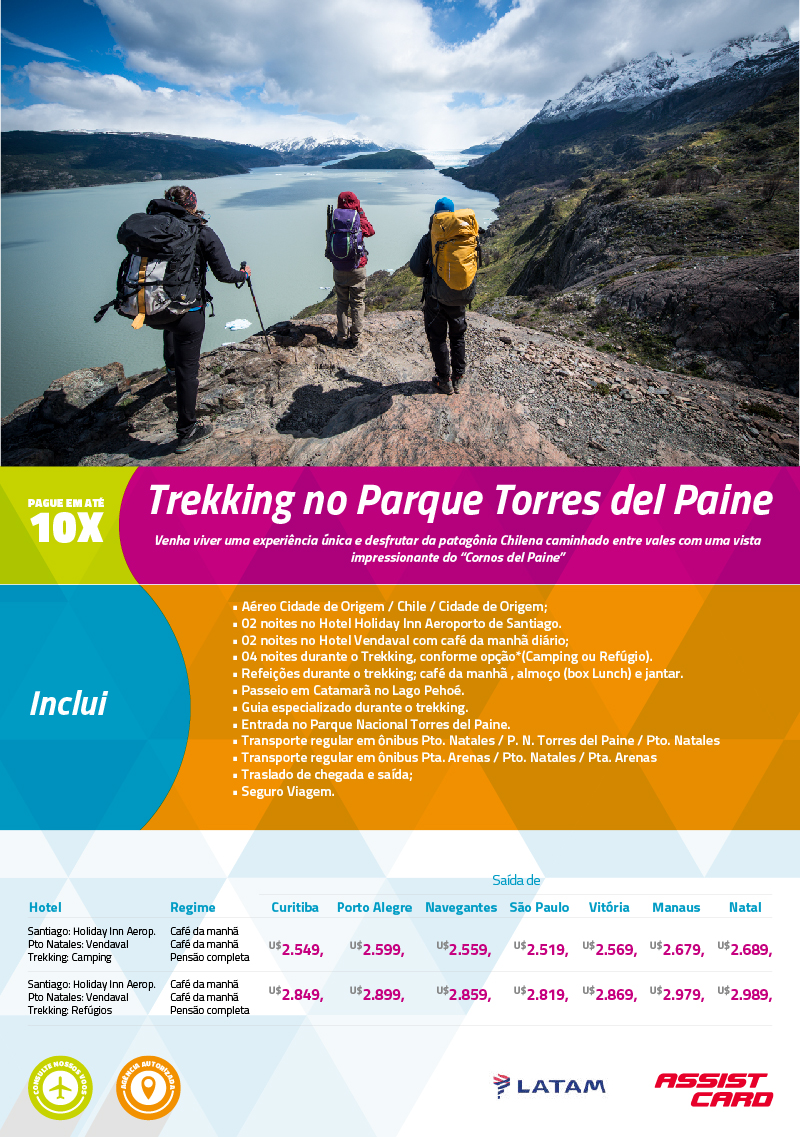 PAGUE EM ATÉ
10X
Trekking no Parque Torres del Paine
Venha viver uma experiência única e desfrutar da patagônia Chilena caminhado entre vales com uma vista
impressionante do “Cornos del Paine”
Inclui
• Aéreo Cidade de Origem / Chile / Cidade de Origem;
• 02 noites no Hotel Holiday Inn Aeroporto de Santiago.
• 02 noites no Hotel Vendaval com café da manhã diário;
• 04 noites durante o Trekking, conforme opção*(Camping ou Refúgio).
• Refeições durante o trekking; café da manhã , almoço (box Lunch) e jantar.
• Passeio em Catamarã no Lago Pehoé.
• Guia especializado durante o trekking.
• Entrada no Parque Nacional Torres del Paine.
• Transporte regular em ônibus Pto. Natales / P. N. Torres del Paine / Pto. Natales
• Transporte regular em ônibus Pta. Arenas / Pto. Natales / Pta. Arenas
• Traslado de chegada e saída;
• Seguro Viagem.
Saída de
Hotel Regime Curitiba Porto Alegre Navegantes São Paulo Vitória Manaus Natal
Santiago: Holiday Inn Aerop. Café da manhã
Pto Natales: Vendaval Café da manhã
Trekking: Camping Pensão completa
U$2.549, U$2.599, U$2.559, U$2.519, U$2.569, U$2.679, U$2.689,
Santiago: Holiday Inn Aerop. Café da manhã
Pto Natales: Vendaval Café da manhã
Trekking: Refúgios Pensão completa
U$2.849, U$2.899, U$2.859, U$2.819, U$2.869, U$2.979, U$2.989,
CONSULTE NOSSOS VOOS
AGÊNCIA AUTORIZADA
LATAM
ASSIST
CARD